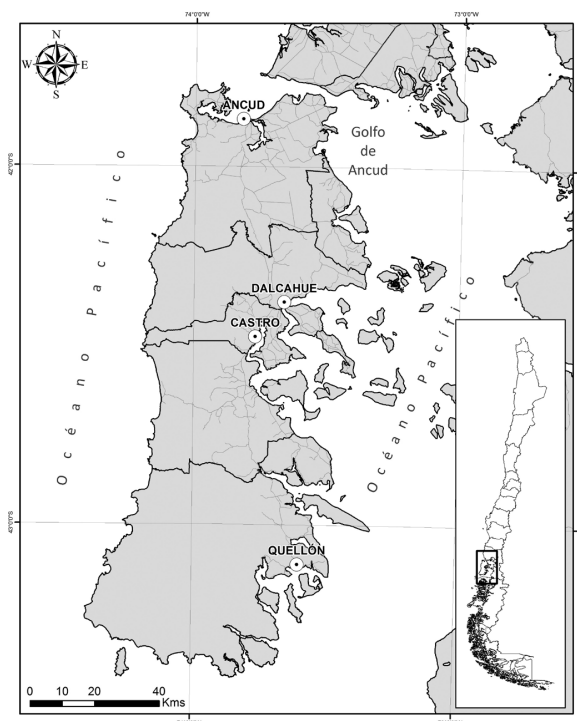 74°0'0"W
73°0'0"W
N
W
E
S
ANCUD
Golfo
de
Ancud
42°0'0"S
Océano Pacífico
DALCAHUE
CASTRO
Océano Pacífico
43°0'0"S
QUELLÓN
0 10 20 40
Kms